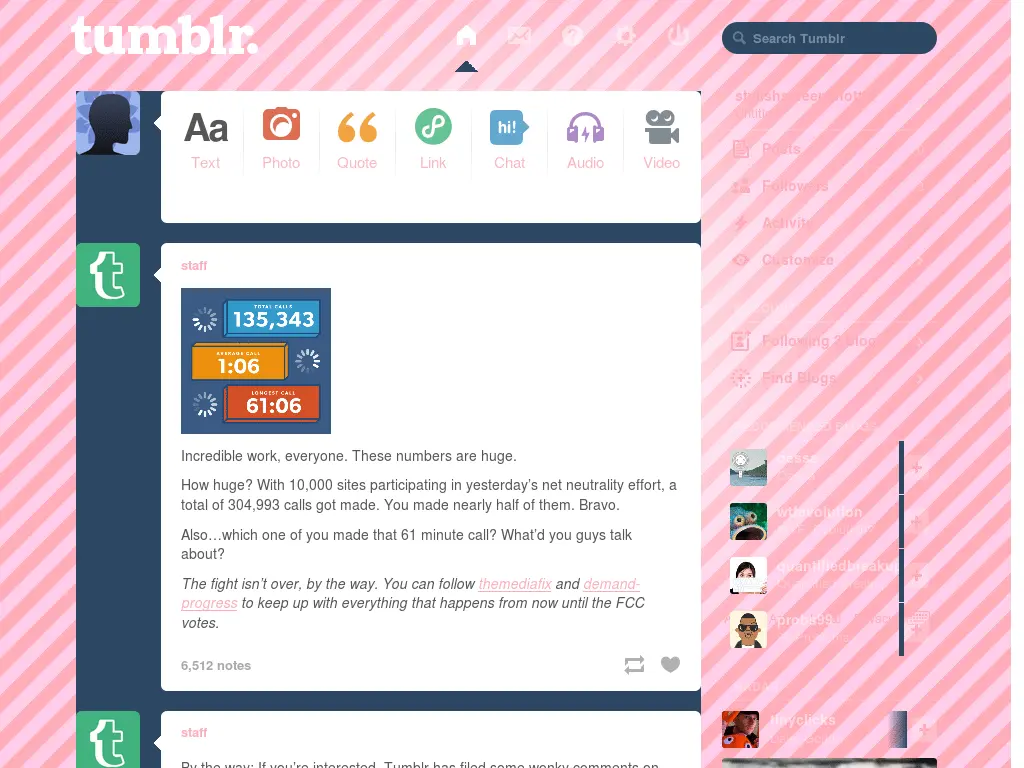 tumblr.
Search Tumblr
Aa
hi!
Text
Photo
Quote
Link
Chat
Audio
Video
staff
TOTAL CALLS
135,343
AVERAGE CALL
1:06
LONGEST CALL
61:06
Incredible work, everyone. These numbers are huge.
How huge? With 10,000 sites participating in yesterday's net neutrality effort, a
total of 304,993 calls got made. You made nearly half of them. Bravo.
Also…which one of you made that 61 minute call? What'd you guys talk
about?
The fight isn't over, by the way. You can follow themediafix and demand-
progress to keep up with everything that happens from now until the FCC
votes.
6,512 notes
staff
By the way: If you're interested, Tumblr has filed some wonky comments on
Posts
Followers
Activity
Customize
Following 2 Blogs
Find Blogs
wtfevolution
quantifiedbreakup
tinyclicks